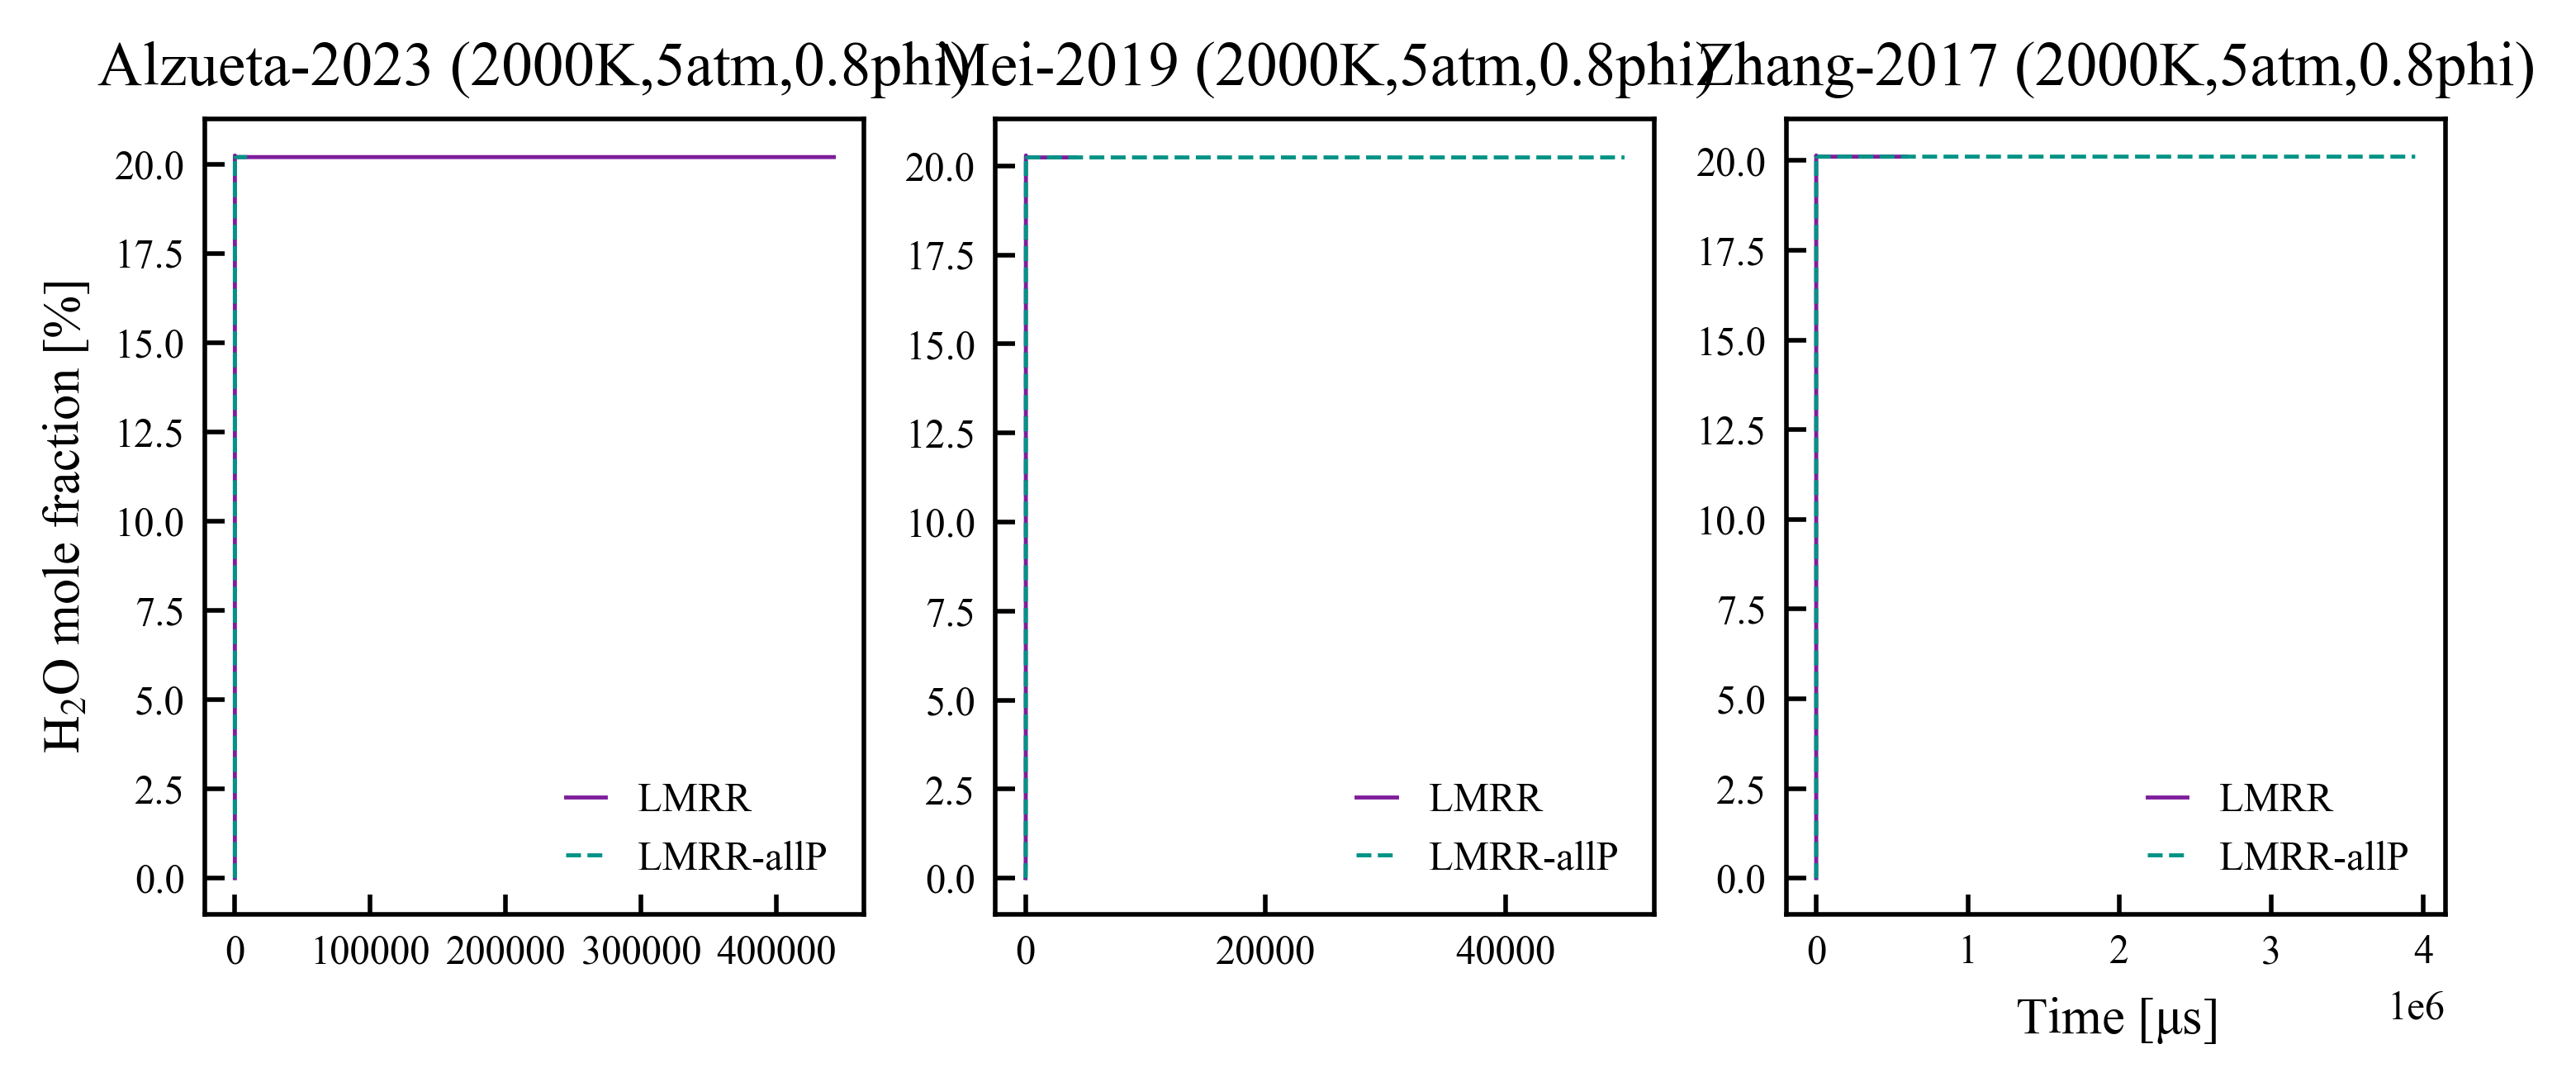 Alzueta-2023 (2000K,5atm,0.8phi)
Mei-2019 (2000K,5atm,0.8phi)
Zhang-2017 (2000K,5atm,0.8phi)
H₂O mole fraction [%]
20.0
17.5
15.0
12.5
10.0
7.5
5.0
2.5
0.0
LMRR
LMRR-allP
0 100000 200000 300000 400000
20.0
17.5
15.0
12.5
10.0
7.5
5.0
2.5
0.0
LMRR
LMRR-allP
0 20000 40000
20.0
17.5
15.0
12.5
10.0
7.5
5.0
2.5
0.0
LMRR
LMRR-allP
0 1 2 3 4
1e6
Time [μs]